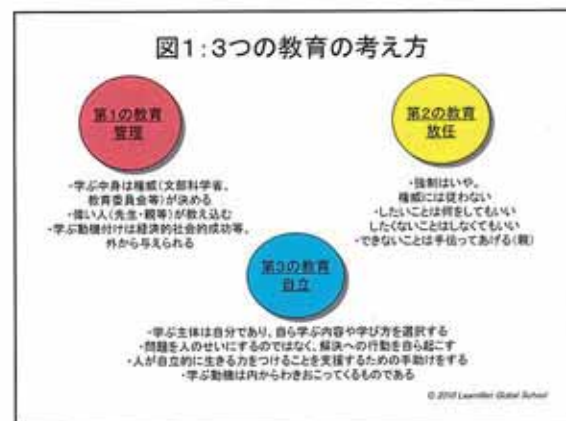 図1:3つの教育の考え方
第1の教育
管理
・学ぶ中身は権威(文部科学省、
教育委員会等)が決める
・偉い人(先生・親等)が教え込む
・学ぶ動機付けは経済的社会的成功等、
外から与えられる
第2の教育
放任
・強制はいや。
権威には従わない
・したいことは何をしてもいい
したくないことはしなくてもいい
・できないことは手伝ってあげる(親)
第3の教育
自立
・学ぶ主体は自分であり、自ら学ぶ内容や学び方を選択する
・問題を人のせいにするのではなく、解決への行動を自ら起こす
・人が自立的に生きる力をつけることを支援するための手助けをする
・学ぶ動機は内からわきおこってくるものである
© 2010 Learnnet Global School